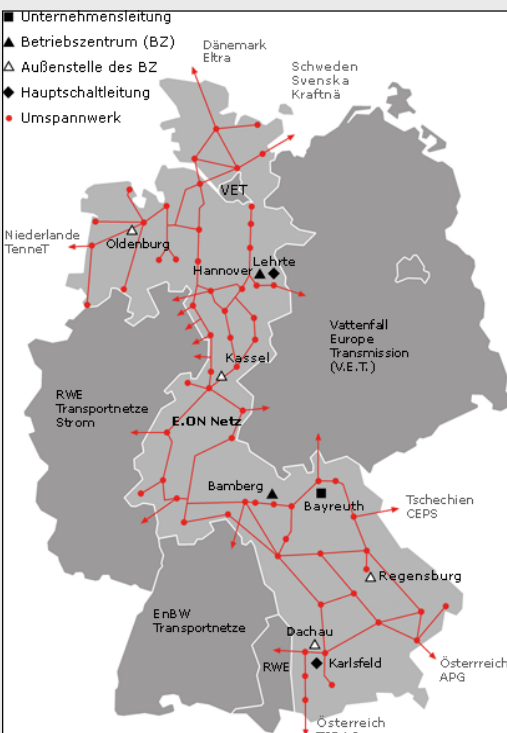 Unternehmensleitung
Betriebszentrum (BZ)
Außenstelle des BZ
Hauptschaltleitung
Umspannwerk
Dänemark
Eltra
Schweden
Svenska
Kraftnä
VET
Niederlande
TenneT
Oldenburg
Lehrte
Hannover
Vattenfall
Europe
Transmission
(V.E.T.)
Kassel
RWE
Transportnetze
Strom
E.ON Netz
Bamberg
Bayreuth
Tschechien
CEPS
Regensburg
EnBW
Transportnetze
Dachau
RWE
Karlsfeld
Österrreich
APG
Österreich